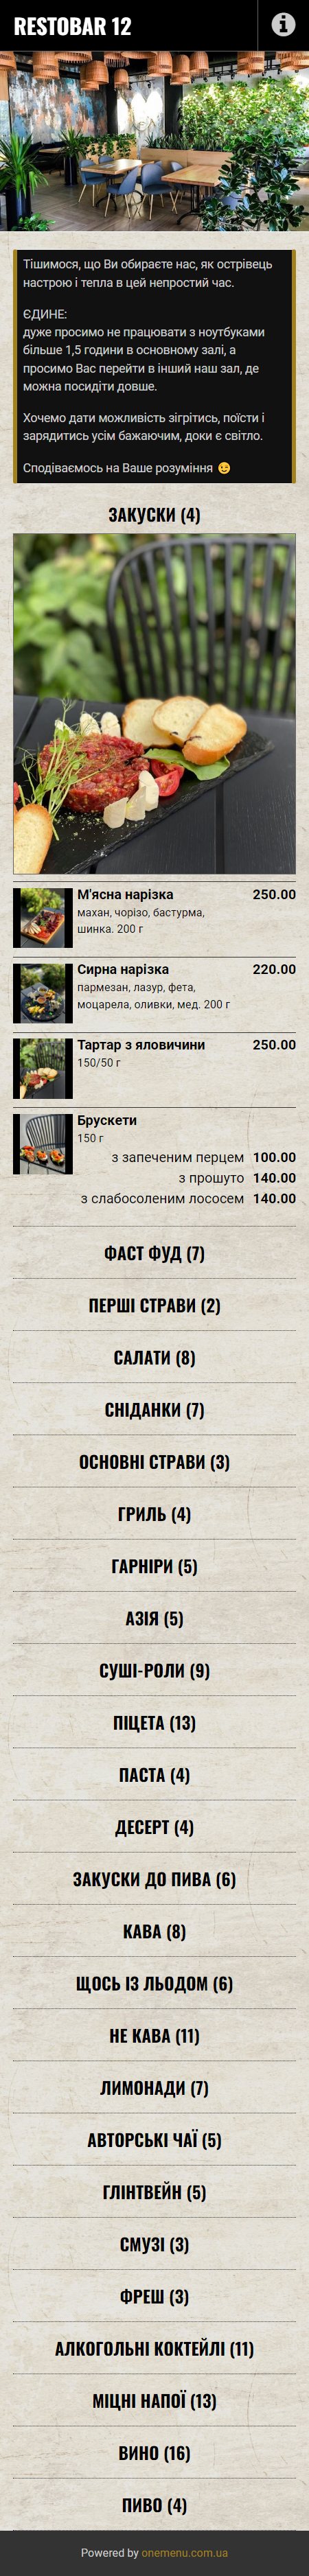 RESTOBAR 12
Тішимося, що Ви обираєте нас, як острівець
настрою і тепла в цей непростий час.
ЄДИНЕ:
дуже просимо не працювати з ноутбуками
більше 1,5 години в основному залі, а
просимо Вас перейти в інший наш зал, де
можна посидіти довше.
Хочемо дати можливість зігрітись, поїсти і
зарядитись усім бажаючим, доки є світло.
Сподіваємось на Ваше розуміння 😉
ЗАКУСКИ (4)
М'ясна нарізка 250.00
махан, чорізо, бастурма,
шинка. 200 г
Сирна нарізка 220.00
пармезан, лазур, фета,
моцарела, оливки, мед. 200 г
Тартар з яловичини 250.00
150/50 г
Брускети
150 г
з запеченим перцем 100.00
з прошуто 140.00
з слабосоленим лососем 140.00
ФАСТ ФУД (7)
ПЕРШІ СТРАВИ (2)
САЛАТИ (8)
СНІДАНКИ (7)
ОСНОВНІ СТРАВИ (3)
ГРИЛЬ (4)
ГАРНІРИ (5)
АЗІЯ (5)
СУШІ-РОЛИ (9)
ПІЦЕТА (13)
ПАСТА (4)
ДЕСЕРТ (4)
ЗАКУСКИ ДО ПИВА (6)
КАВА (8)
ЩОСЬ ІЗ ЛЬОДОМ (6)
НЕ КАВА (11)
ЛИМОНАДИ (7)
АВТОРСЬКІ ЧАЇ (5)
ГЛІНТВЕЙН (5)
СМУЗІ (3)
ФРЕШ (3)
АЛКОГОЛЬНІ КОКТЕЙЛІ (11)
МІЦНІ НАПОЇ (13)
ВИНО (16)
ПИВО (4)
Powered by onemenu.com.ua